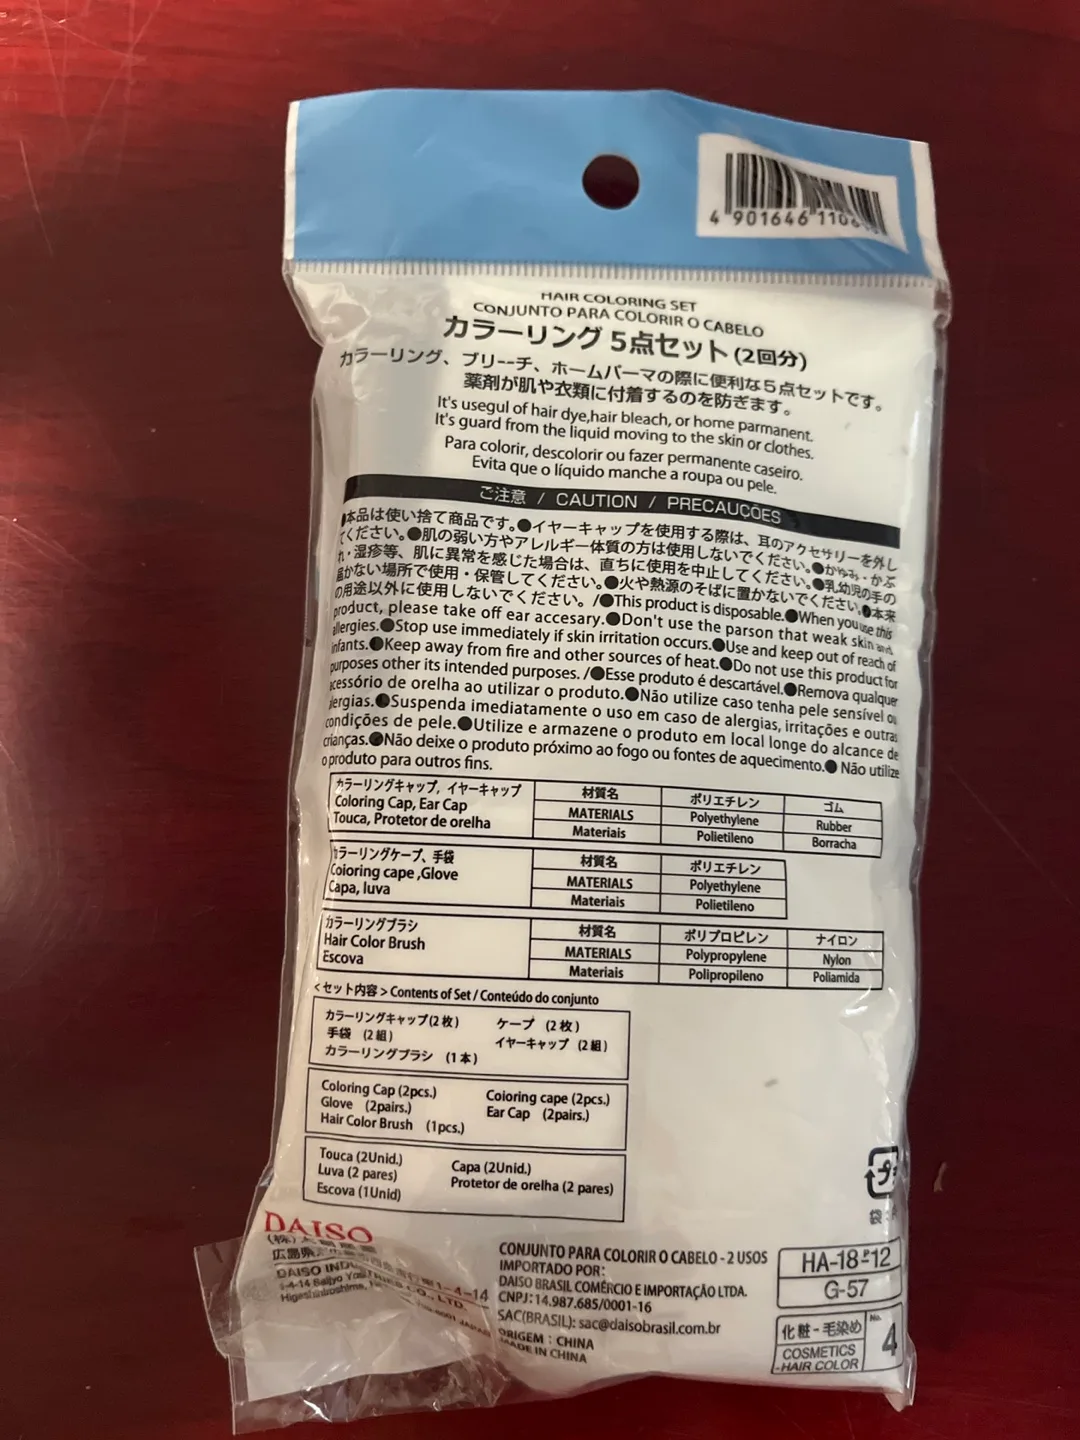 4 901646 110
HAIR COLORING SET
CONJUNTO PARA COLORIR O CABELO
カラーリング 5点セット (2回分)
カラーリング、ブリーチ、ホームパーマの際に便利な5点セットです。
薬剤が肌や衣類に付着するのを防ぎます。
It's usegul of hair dye,hair bleach, or home parmanent.
It's guard from the liquid moving to the skin or clothes.
Para colorir, descolorir ou fazer permanente caseiro.
Evita que o líquido manche a roupa ou pele.
ご注意 / CAUTION / PRECAUÇÕES
●本品は使い捨て商品です。●イヤーキャップを使用する際は、耳のアクセサリーを外し
てください。●肌の弱い方やアレルギー体質の方は使用しないでください。●かゆみ・かぶ
れ・湿疹等、肌に異常を感じた場合は、直ちに使用を中止してください。●乳幼児の手の
届かない場所で使用・保管してください。●火や熱源のそばに置かないでください。●本来
の用途以外に使用しないでください。/●This product is disposable.●When you use this
product, please take off ear accesary.●Don't use the parson that weak skin and
allergies.●Stop use immediately if skin irritation occurs.●Use and keep out of reach of
infants.●Keep away from fire and other sources of heat.●Do not use this product for
purposes other its intended purposes. /●Esse produto é descartável.●Remova qualquer
acessório de orelha ao utilizar o produto.●Não utilize caso tenha pele sensível ou
alergias.●Suspenda imediatamente o uso em caso de alergias, irritações e outras
condições de pele.●Utilize e armazene o produto em local longe do alcance de
crianças.●Não deixe o produto próximo ao fogo ou fontes de aquecimento.● Não utilize
o produto para outros fins.
カラーリングキャップ, イヤーキャップ 材質名 ポリエチレン ゴム
Coloring Cap, Ear Cap MATERIALS Polyethylene Rubber
Touca, Protetor de orelha Materiais Polietileno Borracha
カラーリングケープ、手袋 材質名 ポリエチレン
Coioring cape ,Glove MATERIALS Polyethylene
Capa, luva Materiais Polietileno
カラーリングブラシ 材質名 ポリプロピレン ナイロン
Hair Color Brush MATERIALS Polypropylene Nylon
Escova Materiais Polipropileno Poliamida
<セット内容> Contents of Set / Conteúdo do conjunto
カラーリングキャップ(2枚) ケープ (2枚)
手袋 (2組) イヤーキャップ (2組)
カラーリングブラシ (1本)
Coloring Cap (2pcs.) Coioring cape (2pcs.)
Glove (2pairs.) Ear Cap (2pairs.)
Hair Color Brush (1pcs.)
Touca (2Unid.) Capa (2Unid.)
Luva (2 pares) Protetor de orelha (2 pares)
Escova (1Unid)
プラ
袋
DAISO
(株)
広島県 1-4-14
DAISO INDUSTRIES CO., LTD.
1-4-14 Saijyo
Higashihiroshima, JAPAN
CONJUNTO PARA COLORIR O CABELO - 2 USOS
IMPORTADO POR:
DAISO BRASIL COMÉRCIO E IMPORTAÇÃO LTDA.
CNPJ:14.987.685/0001-16
SAC(BRASIL): sac@daisobrasil.com.br
ORIGEM : CHINA
MADE IN CHINA
HA-18 P-12
G-57
化粧 - 毛染め No. 4
COSMETICS
-HAIR COLOR